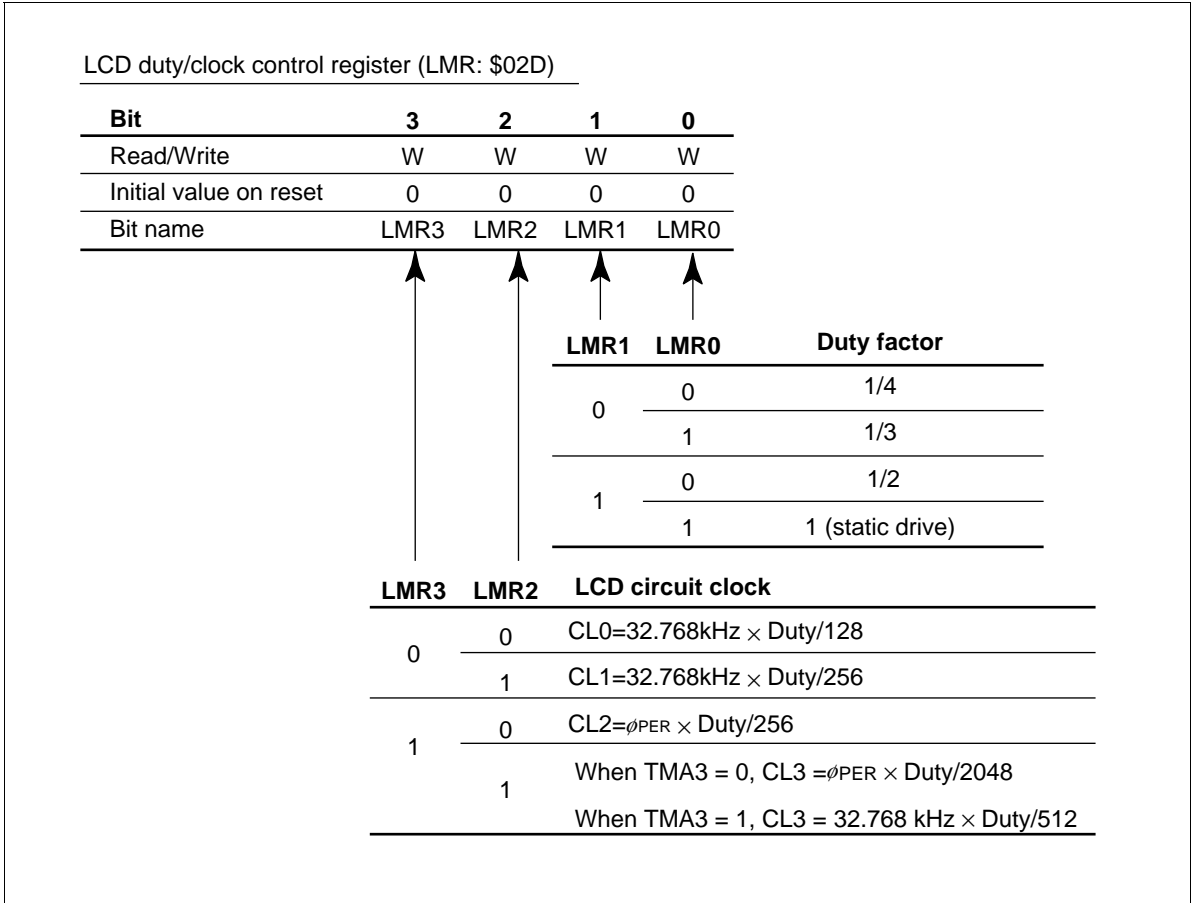 LCD duty/clock control register (LMR: $02D)
Bit 3 2 1 0
Read/Write W W W W
Initial value on reset 0 0 0 0
Bit name LMR3 LMR2 LMR1 LMR0
LMR1 LMR0 Duty factor
0 0 1/4
1 1/3
1 0 1/2
1 1 (static drive)
LMR3 LMR2 LCD circuit clock
0 0 CL0=32.768kHz × Duty/128
1 CL1=32.768kHz × Duty/256
1 0 CL2=øPER × Duty/256
1 When TMA3 = 0, CL3 =øPER × Duty/2048
When TMA3 = 1, CL3 = 32.768 kHz × Duty/512